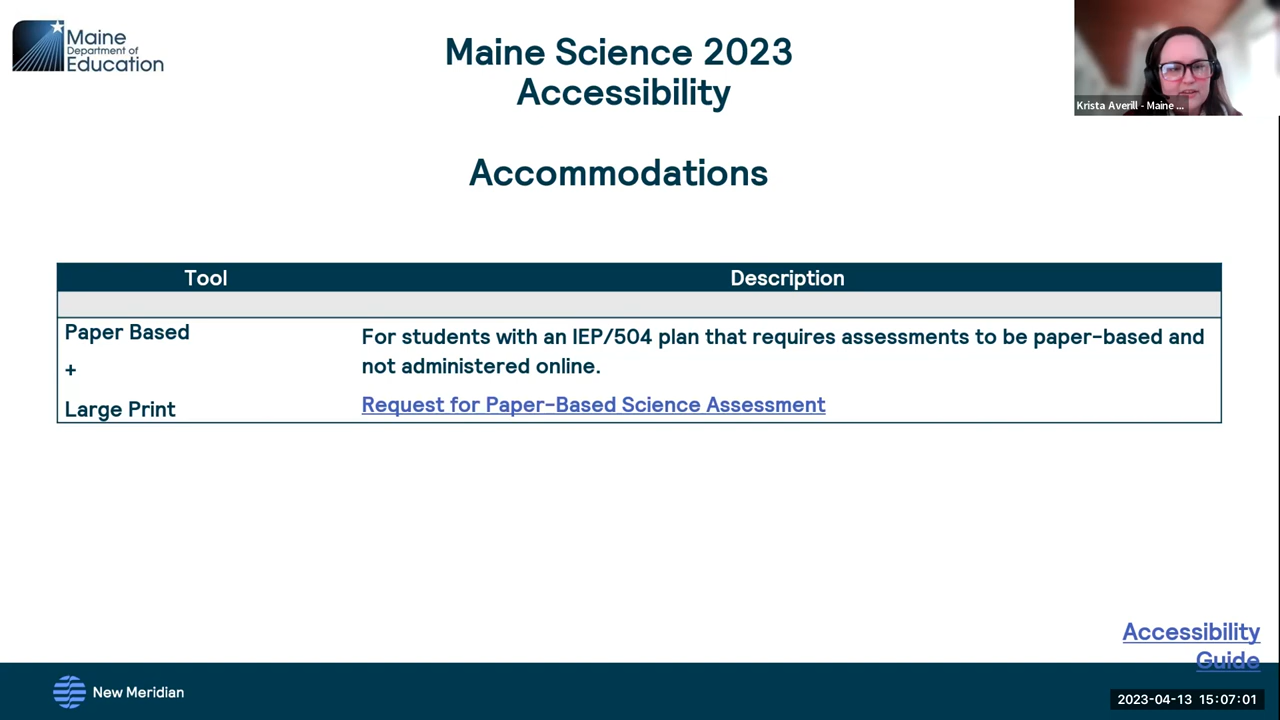 Maine
Department of
Education
Maine Science 2023
Accessibility
Krista Averill - Maine ...
Accommodations
Tool
Description
Paper Based
+
Large Print
For students with an IEP/504 plan that requires assessments to be paper-based and
not administered online.
Request for Paper-Based Science Assessment
Accessibility
Guide
New Meridian
2023-04-13 15:07:01